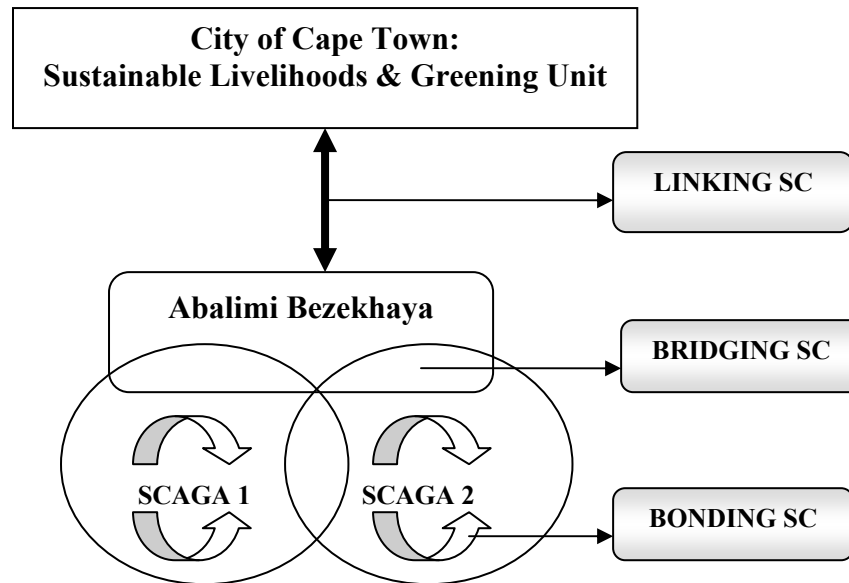 City of Cape Town:
Sustainable Livelihoods & Greening Unit
LINKING SC
Abalimi Bezekhaya
BRIDGING SC
SCAGA 1
SCAGA 2
BONDING SC